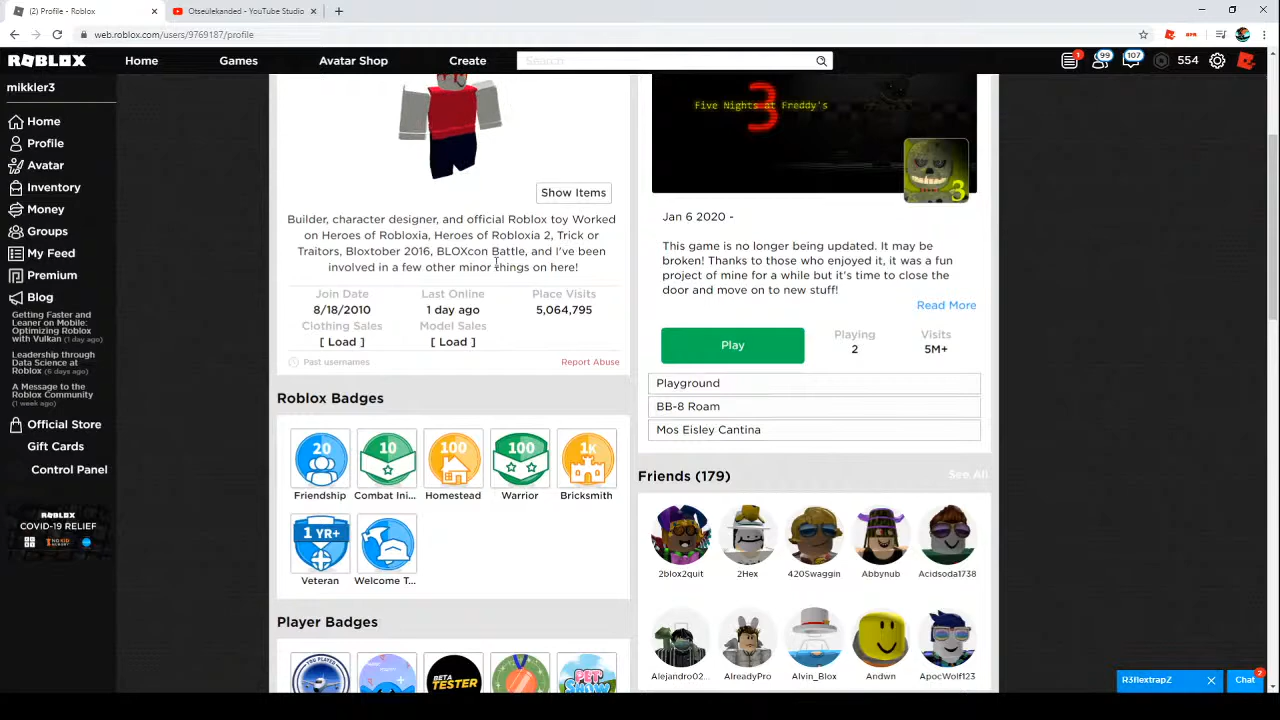 (2) Profile - Roblox
Otseülekanded - YouTube Studio
web.roblox.com/users/9769187/profile
ROBLOX
Home
Games
Avatar Shop
Create
Search
1
99
107
554
mikkler3
Home
Profile
Avatar
Inventory
Money
Groups
My Feed
Premium
Blog
Getting Faster and
Leaner on Mobile:
Optimizing Roblox
with Vulkan (1 day ago)
Leadership through
Data Science at
Roblox (6 days ago)
A Message to the
Roblox Community
(1 week ago)
Official Store
Gift Cards
Control Panel
ROBLOX
COVID-19 RELIEF
Show Items
Builder, character designer, and official Roblox toy Worked
on Heroes of Robloxia, Heroes of Robloxia 2, Trick or
Traitors, Bloxtober 2016, BLOXcon Battle, and I've been
involved in a few other minor things on here!
Join Date
Last Online
Place Visits
8/18/2010
1 day ago
5,064,795
Clothing Sales
Model Sales
[ Load ]
[ Load ]
Past usernames
Report Abuse
Roblox Badges
20
10
100
100
1K
Friendship
Combat Ini...
Homestead
Warrior
Bricksmith
1 YR+
Veteran
Welcome T...
Player Badges
YOU PLAYED
BETA
TESTER
PET
SHOW
Five Nights at Freddy's
3
3
Jan 6 2020 -
This game is no longer being updated. It may be
broken! Thanks to those who enjoyed it, it was a fun
project of mine for a while but it's time to close the
door and move on to new stuff!
Read More
Play
Playing
2
Visits
5M+
Playground
BB-8 Roam
Mos Eisley Cantina
Friends (179)
See All
2blox2quit
2Hex
420Swaggin
Abbynub
Acidsoda1738
Alejandro02...
AlreadyPro
Alvin_Blox
Andwn
ApocWolf123
R3flextrapZ
Chat
2